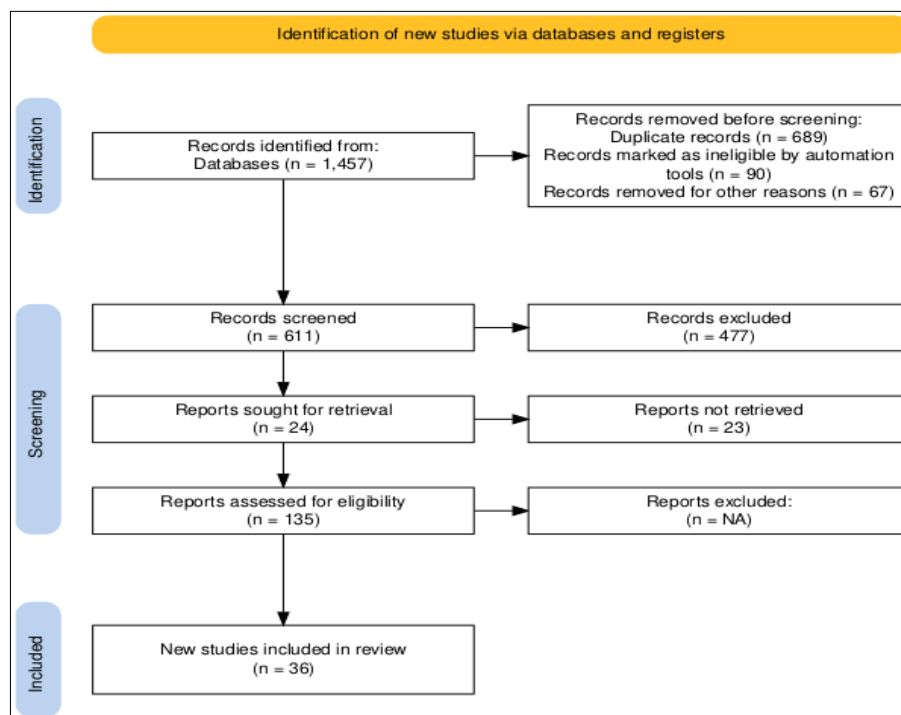 Identification of new studies via databases and registers
Identification
Records identified from:
Databases (n = 1,457)
Records removed before screening:
Duplicate records (n = 689)
Records marked as ineligible by automation
tools (n = 90)
Records removed for other reasons (n = 67)
Screening
Records screened
(n = 611)
Records excluded
(n = 477)
Reports sought for retrieval
(n = 24)
Reports not retrieved
(n = 23)
Reports assessed for eligibility
(n = 135)
Reports excluded:
(n = NA)
Included
New studies included in review
(n = 36)